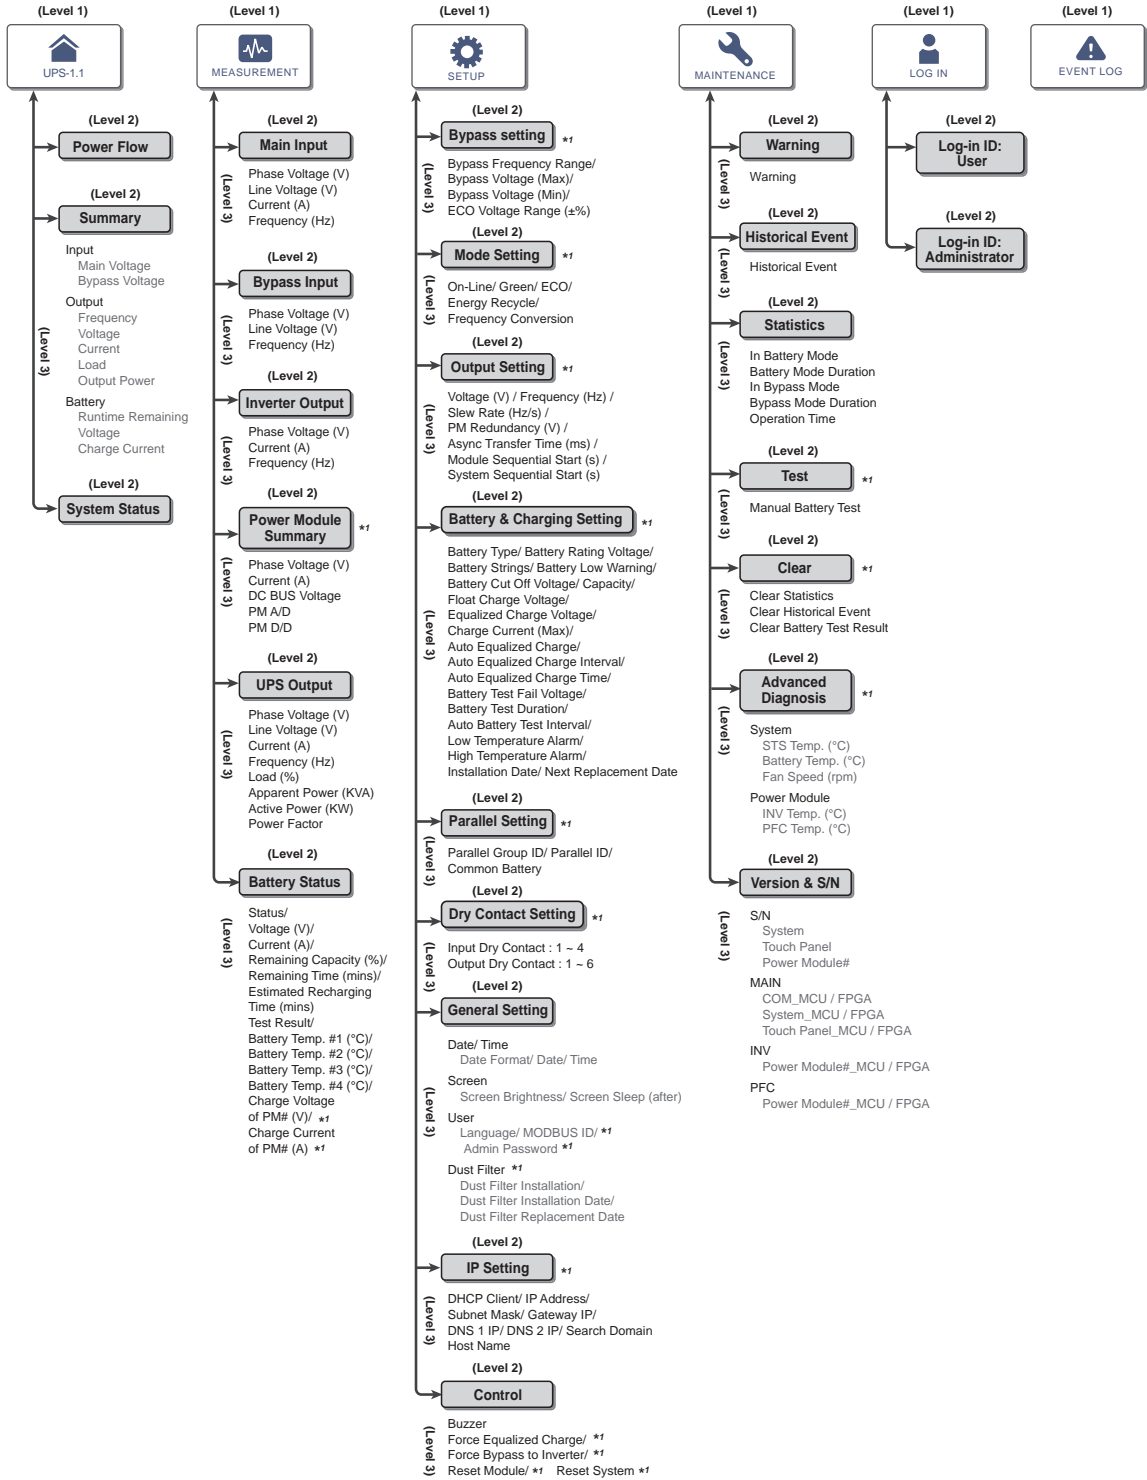 (Level 1)
UPS-1.1
(Level 2)
Power Flow
(Level 2)
Summary
(Level 3)
Input
Main Voltage
Bypass Voltage
Output
Frequency
Voltage
Current
Load
Output Power
Battery
Runtime Remaining
Voltage
Charge Current
(Level 2)
System Status
(Level 1)
MEASUREMENT
(Level 2)
Main Input
(Level 3)
Phase Voltage (V)
Line Voltage (V)
Current (A)
Frequency (Hz)
(Level 2)
Bypass Input
(Level 3)
Phase Voltage (V)
Line Voltage (V)
Frequency (Hz)
(Level 2)
Inverter Output
(Level 3)
Phase Voltage (V)
Current (A)
Frequency (Hz)
(Level 2)
Power Module
Summary *1
(Level 3)
Phase Voltage (V)
Current (A)
DC BUS Voltage
PM A/D
PM D/D
(Level 2)
UPS Output
(Level 3)
Phase Voltage (V)
Line Voltage (V)
Current (A)
Frequency (Hz)
Load (%)
Apparent Power (KVA)
Active Power (KW)
Power Factor
(Level 2)
Battery Status
(Level 3)
Status/
Voltage (V)/
Current (A)/
Remaining Capacity (%)/
Remaining Time (mins)/
Estimated Recharging
Time (mins)
Test Result/
Battery Temp. #1 (°C)/
Battery Temp. #2 (°C)/
Battery Temp. #3 (°C)/
Battery Temp. #4 (°C)/
Charge Voltage
of PM# (V)/ *1
Charge Current
of PM# (A) *1
(Level 1)
SETUP
(Level 2)
Bypass setting *1
(Level 3)
Bypass Frequency Range/
Bypass Voltage (Max)/
Bypass Voltage (Min)/
ECO Voltage Range (±%)
(Level 2)
Mode Setting *1
(Level 3)
On-Line/ Green/ ECO/
Energy Recycle/
Frequency Conversion
(Level 2)
Output Setting *1
(Level 3)
Voltage (V) / Frequency (Hz) /
Slew Rate (Hz/s) /
PM Redundancy (V) /
Async Transfer Time (ms) /
Module Sequential Start (s) /
System Sequential Start (s)
(Level 2)
Battery & Charging Setting *1
(Level 3)
Battery Type/ Battery Rating Voltage/
Battery Strings/ Battery Low Warning/
Battery Cut Off Voltage/ Capacity/
Float Charge Voltage/
Equalized Charge Voltage/
Charge Current (Max)/
Auto Equalized Charge/
Auto Equalized Charge Interval/
Auto Equalized Charge Time/
Battery Test Fail Voltage/
Battery Test Duration/
Auto Battery Test Interval/
Low Temperature Alarm/
High Temperature Alarm/
Installation Date/ Next Replacement Date
(Level 2)
Parallel Setting *1
(Level 3)
Parallel Group ID/ Parallel ID/
Common Battery
(Level 2)
Dry Contact Setting *1
(Level 3)
Input Dry Contact : 1 ~ 4
Output Dry Contact : 1 ~ 6
(Level 2)
General Setting
(Level 3)
Date/ Time
Date Format/ Date/ Time
Screen
Screen Brightness/ Screen Sleep (after)
User
Language/ MODBUS ID/ *1
Admin Password *1
Dust Filter *1
Dust Filter Installation/
Dust Filter Installation Date/
Dust Filter Replacement Date
(Level 2)
IP Setting *1
(Level 3)
DHCP Client/ IP Address/
Subnet Mask/ Gateway IP/
DNS 1 IP/ DNS 2 IP/ Search Domain
Host Name
(Level 2)
Control
(Level 3)
Buzzer
Force Equalized Charge/ *1
Force Bypass to Inverter/ *1
Reset Module/ *1 Reset System *1
(Level 1)
MAINTENANCE
(Level 2)
Warning
(Level 3)
Warning
(Level 2)
Historical Event
(Level 3)
Historical Event
(Level 2)
Statistics
(Level 3)
In Battery Mode
Battery Mode Duration
In Bypass Mode
Bypass Mode Duration
Operation Time
(Level 2)
Test *1
(Level 3)
Manual Battery Test
(Level 2)
Clear *1
(Level 3)
Clear Statistics
Clear Historical Event
Clear Battery Test Result
(Level 2)
Advanced
Diagnosis *1
(Level 3)
System
STS Temp. (°C)
Battery Temp. (°C)
Fan Speed (rpm)
Power Module
INV Temp. (°C)
PFC Temp. (°C)
(Level 2)
Version & S/N
(Level 3)
S/N
System
Touch Panel
Power Module#
MAIN
COM_MCU / FPGA
System_MCU / FPGA
Touch Panel_MCU / FPGA
INV
Power Module#_MCU / FPGA
PFC
Power Module#_MCU / FPGA
(Level 1)
LOG IN
(Level 2)
Log-in ID:
User
(Level 2)
Log-in ID:
Administrator
(Level 1)
EVENT LOG